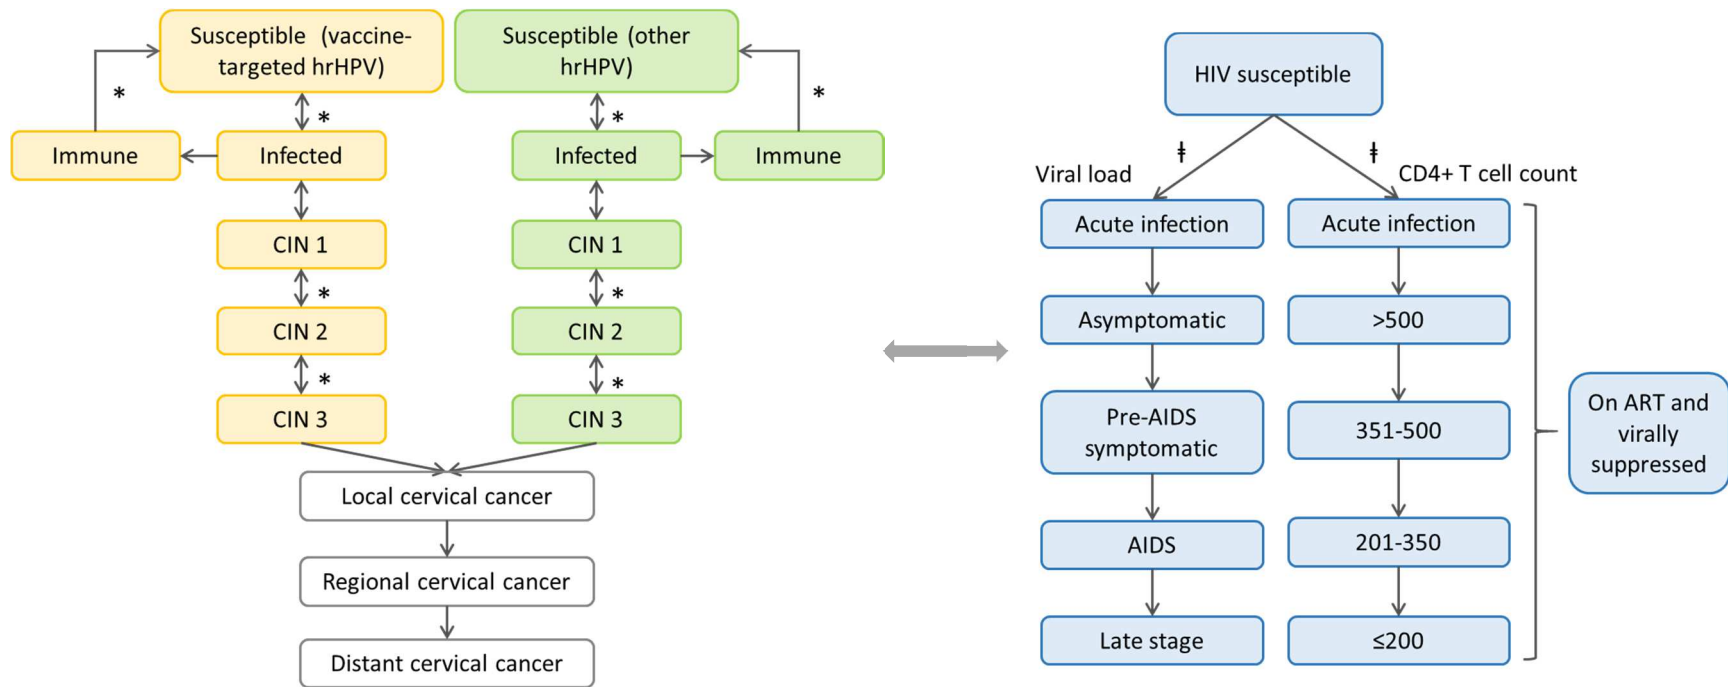 Susceptible (vaccine-
targeted hrHPV)
*
*
Immune
Infected
CIN 1
*
CIN 2
*
CIN 3
Susceptible (other
hrHPV)
*
*
Infected
Immune
CIN 1
*
CIN 2
*
CIN 3
Local cervical cancer
Regional cervical cancer
Distant cervical cancer
HIV susceptible
ǂ
ǂ
Viral load
CD4+ T cell count
Acute infection
Asymptomatic
Pre-AIDS
symptomatic
AIDS
Late stage
Acute infection
>500
351-500
201-350
≤200
On ART and
virally
suppressed